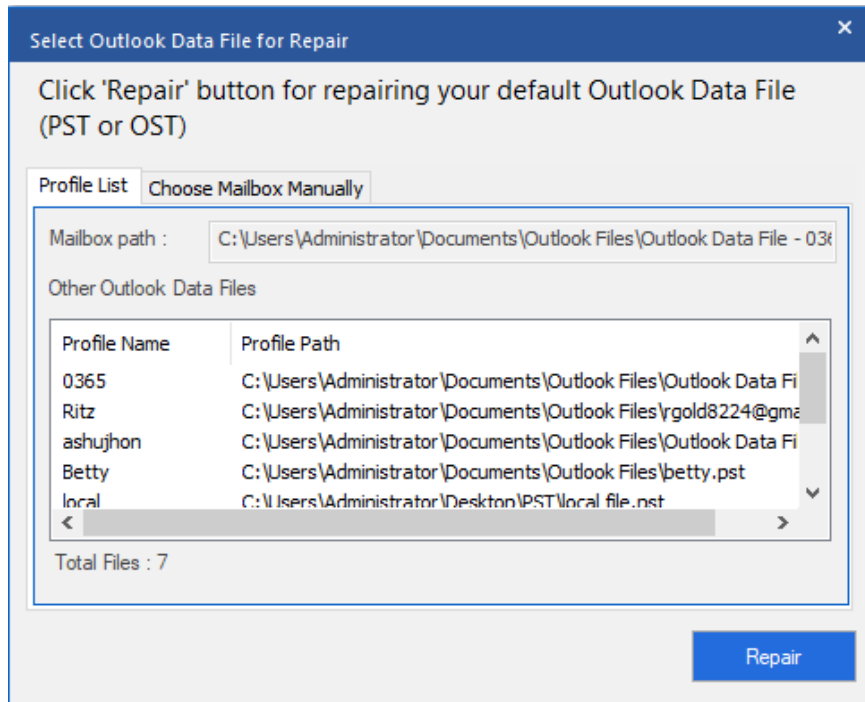 Select Outlook Data File for Repair
Click 'Repair' button for repairing your default Outlook Data File
(PST or OST)
Profile List Choose Mailbox Manually
Mailbox path : C:\Users\Administrator\Documents\Outlook Files\Outlook Data File - 036
Other Outlook Data Files
Profile Name Profile Path
0365 C:\Users\Administrator\Documents\Outlook Files\Outlook Data Fi
Ritz C:\Users\Administrator\Documents\Outlook Files\rgold8224@gma
ashujhon C:\Users\Administrator\Documents\Outlook Files\Outlook Data Fi
Betty C:\Users\Administrator\Documents\Outlook Files\betty.pst
local C:\Users\Administrator\Desktop\PST\local file.pst
Total Files : 7
Repair